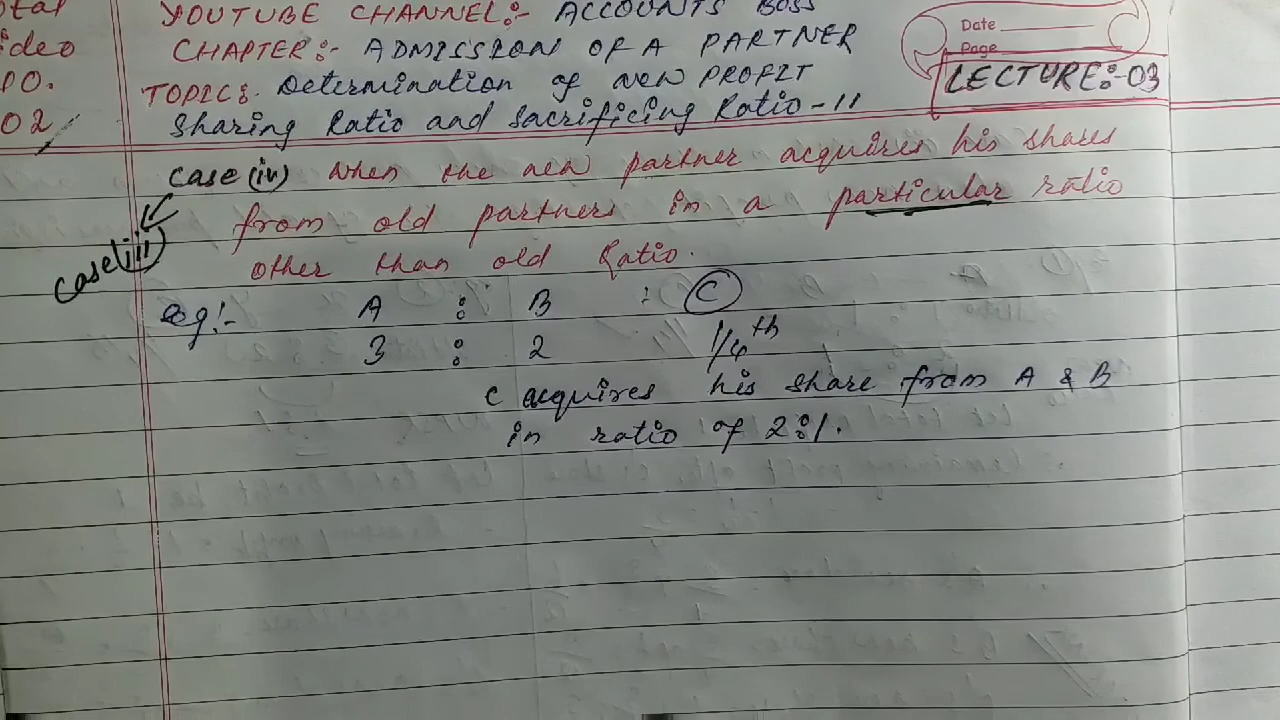 otal
YOUTUBE CHANNEL:- ACCOUNTS BOSS
ideo
CHAPTER:- ADMISSION OF A PARTNER
Date
Page
TOPIC:- Determination of NEW PROFIT
LECTURE:-03
02
Sharing Ratio and Sacrificing Ratio-II
Case (iv) When the new partner acquires his shares
from old partners in a particular ratio
case(iii)
other than old Ratio.
eg:- A : B : C
3 : 2 1/4th
C acquires his share from A & B
in ratio of 2:1.